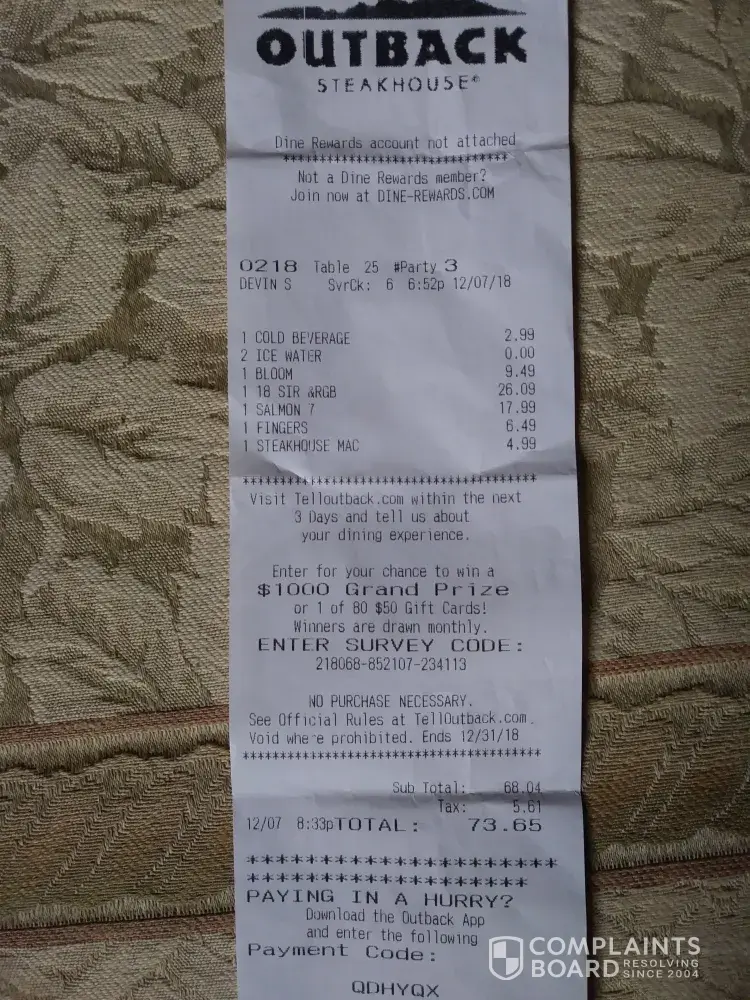 OUTBACK
STEAKHOUSE®
Dine Rewards account not attached
********************************
Not a Dine Rewards member?
Join now at DINE-REWARDS.COM
0218 Table 25 #Party 3
DEVIN S SvrCk: 6 6:52p 12/07/18
1 COLD BEVERAGE 2.99
2 ICE WATER 0.00
1 BLOOM 9.49
1 18 SIR &RGB 26.09
1 SALMON 7 17.99
1 FINGERS 6.49
1 STEAKHOUSE MAC 4.99
******************************************
Visit Telloutback.com within the next
3 Days and tell us about
your dining experience.
Enter for your chance to win a
$1000 Grand Prize
or 1 of 80 $50 Gift Cards!
Winners are drawn monthly.
ENTER SURVEY CODE:
218068-852107-234113
NO PURCHASE NECESSARY.
See Official Rules at TellOutback.com.
Void where prohibited. Ends 12/31/18
******************************************
Sub Total: 68.04
Tax: 5.61
12/07 8:33pTOTAL: 73.65
*********************
*******************
PAYING IN A HURRY?
Download the Outback App
and enter the following
Payment Code:
QDHYQX
COMPLAINTS
BOARD RESOLVING
SINCE 2004